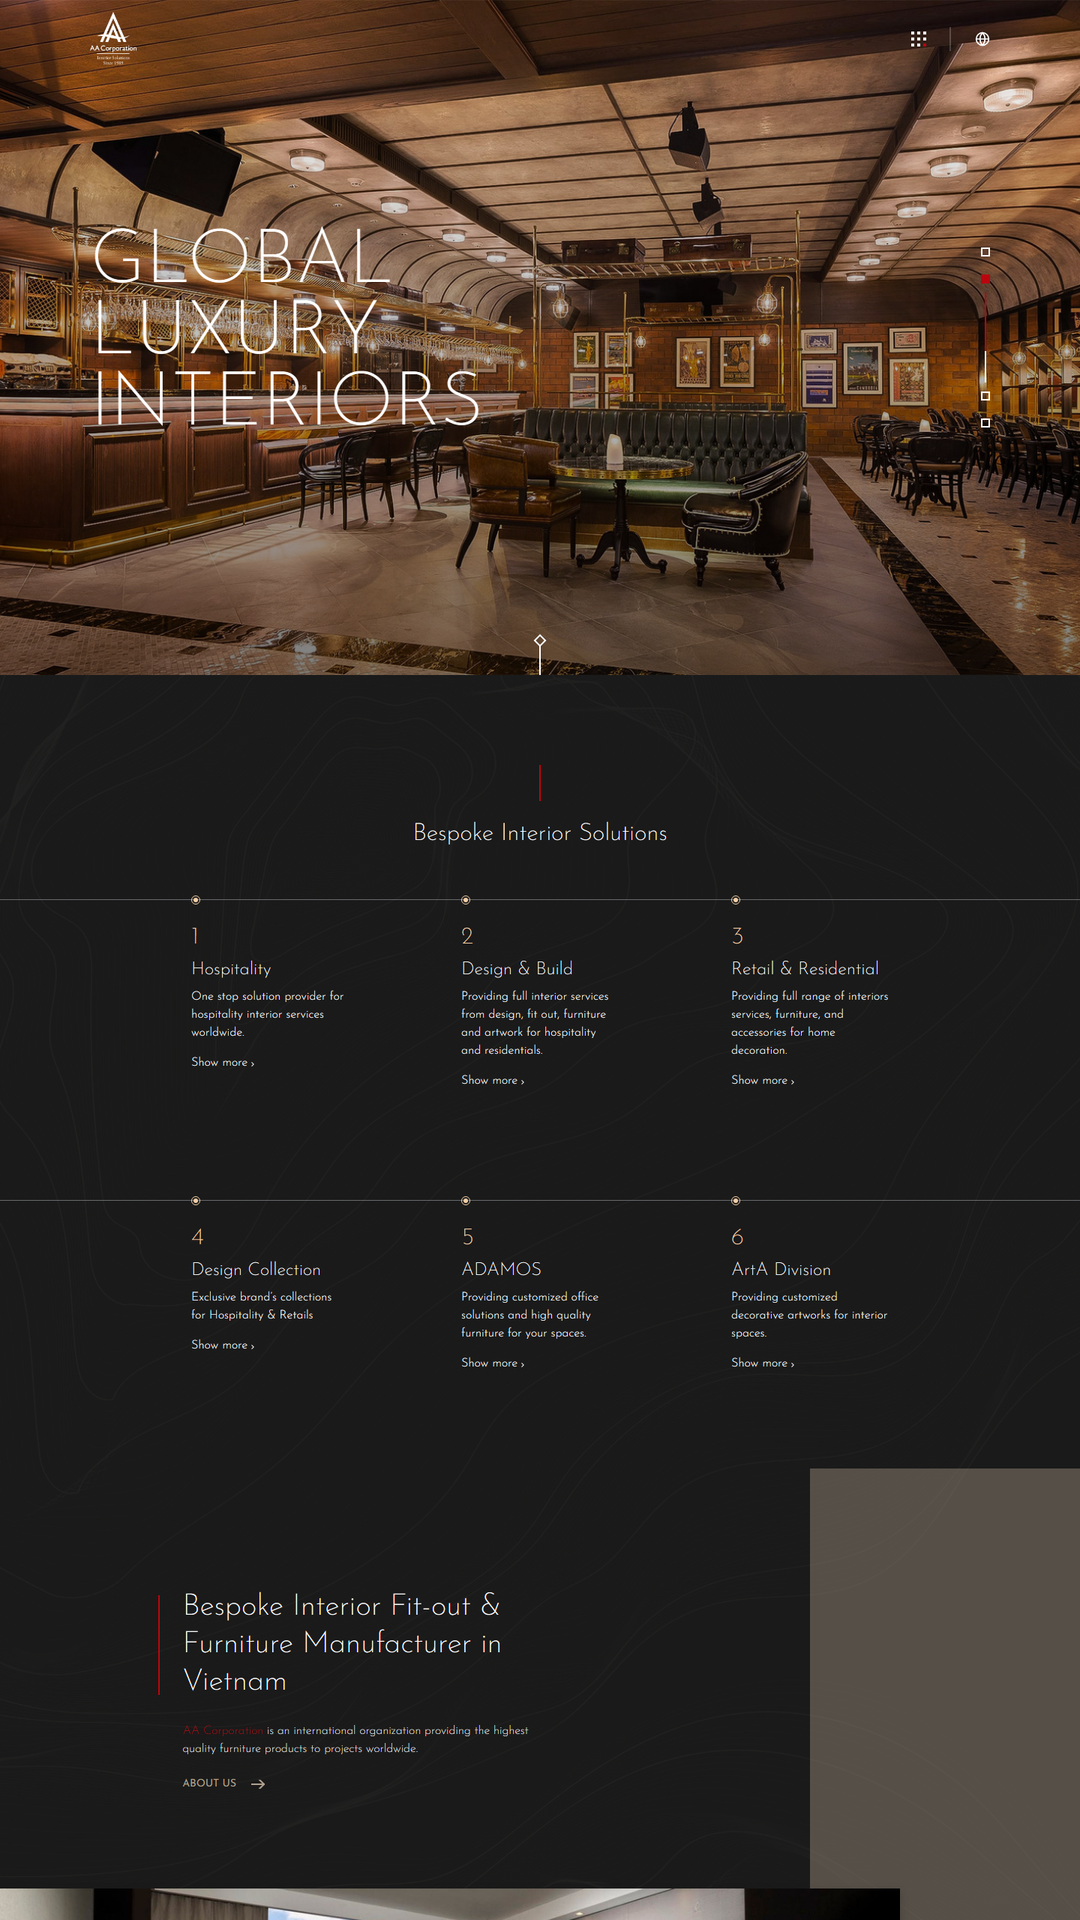 AA Corporation
Interior Solutions
Since 1989
GLOBAL
LUXURY
INTERIORS
Bespoke Interior Solutions
1
Hospitality
One stop solution provider for
hospitality interior services
worldwide.
Show more ›
2
Design & Build
Providing full interior services
from design, fit out, furniture
and artwork for hospitality
and residentials.
Show more ›
3
Retail & Residential
Providing full range of interiors
services, furniture, and
accessories for home
decoration.
Show more ›
4
Design Collection
Exclusive brand's collections
for Hospitality & Retails
Show more ›
5
ADAMOS
Providing customized office
solutions and high quality
furniture for your spaces.
Show more ›
6
ArtA Division
Providing customized
decorative artworks for interior
spaces.
Show more ›
Bespoke Interior Fit-out &
Furniture Manufacturer in
Vietnam
AA Corporation is an international organization providing the highest
quality furniture products to projects worldwide.
ABOUT US